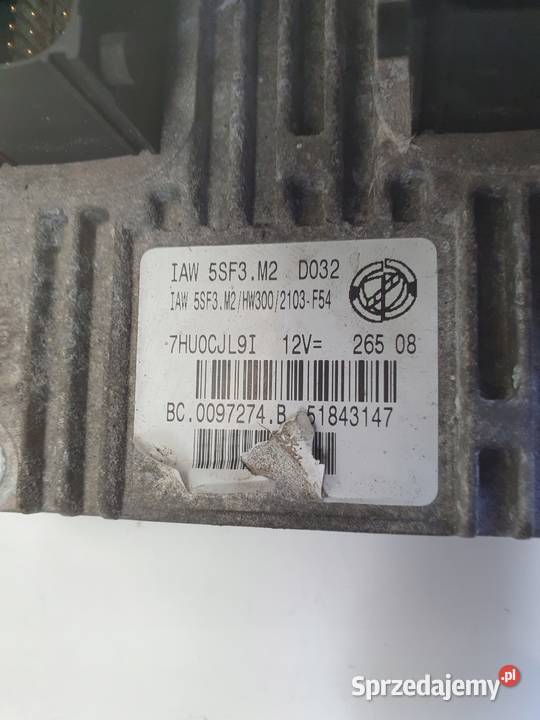 IAW 5SF3.M2 D032
IAW 5SF3.M2/HW300/2103-F54
7HU0CJL9I 12V= 265 08
BC.0097274.B 51843147
Sprzedajemy.pl